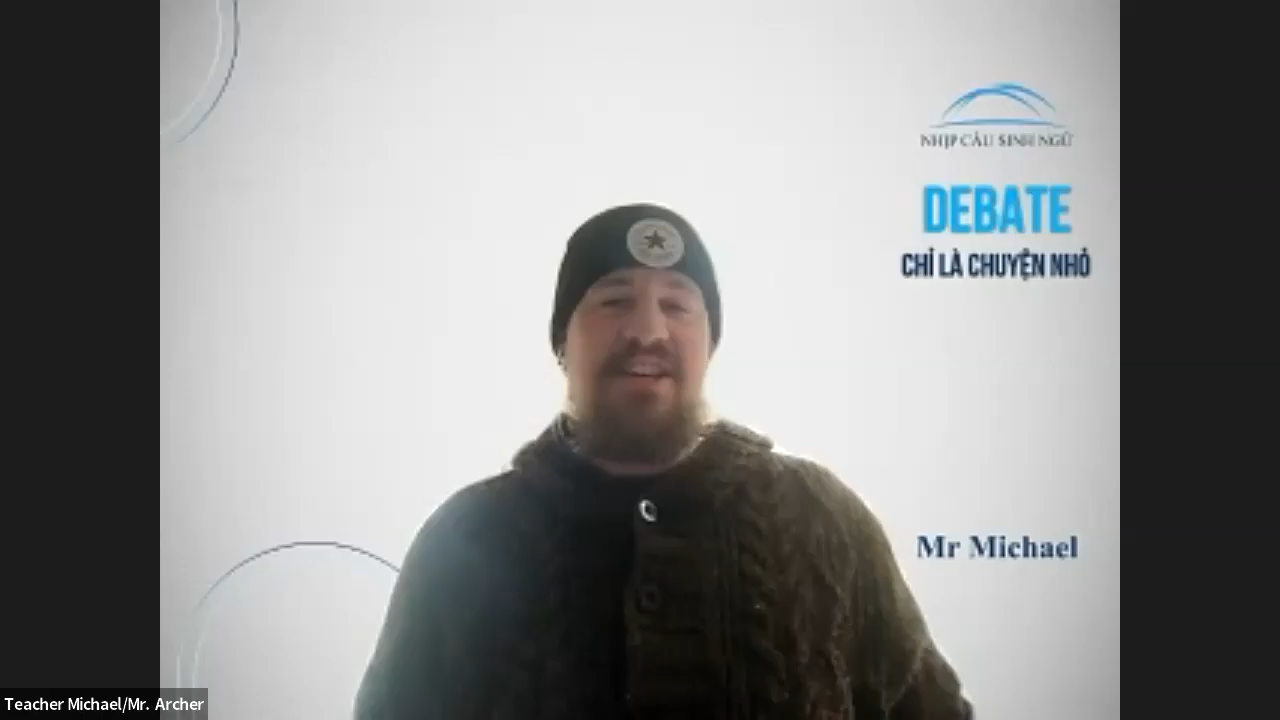 NHỊP CẦU SINH NGỮ
DEBATE
CHỈ LÀ CHUYỆN NHỎ
Mr Michael
Teacher Michael/Mr. Archer